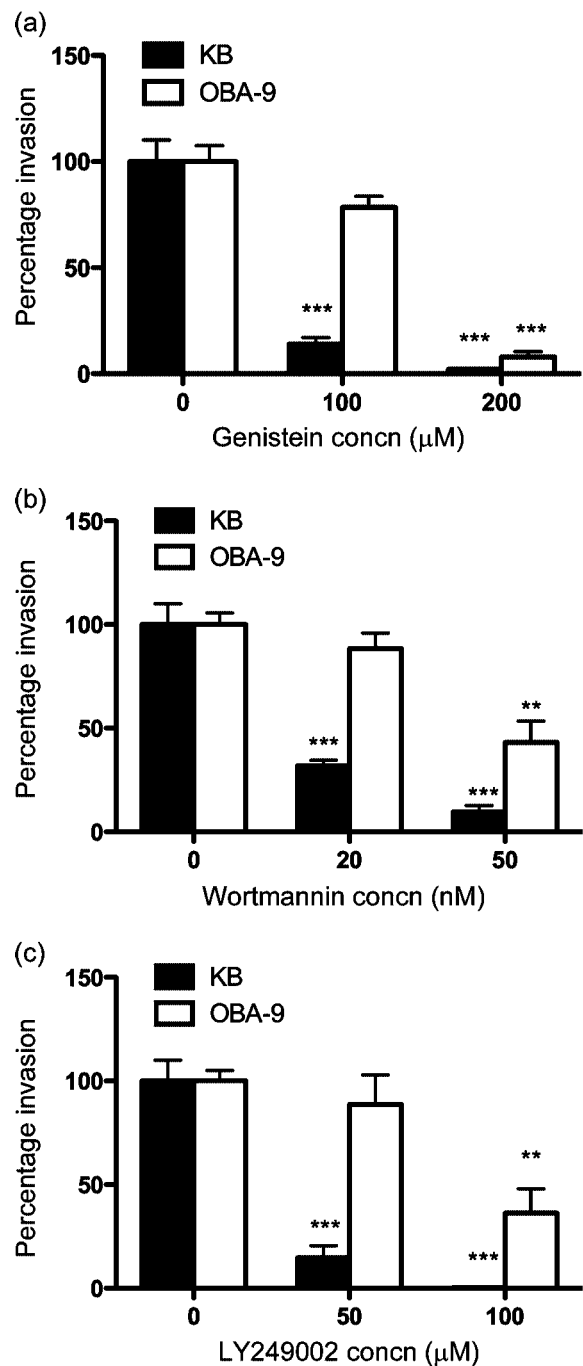 (a)
150
KB
OBA-9
100
50
0
Percentage invasion
***
***
***
0 100 200
Genistein concn (μM)
(b)
150
KB
OBA-9
100
50
0
Percentage invasion
***
***
**
0 20 50
Wortmannin concn (nM)
(c)
150
KB
OBA-9
100
50
0
Percentage invasion
***
***
**
0 50 100
LY249002 concn (μM)